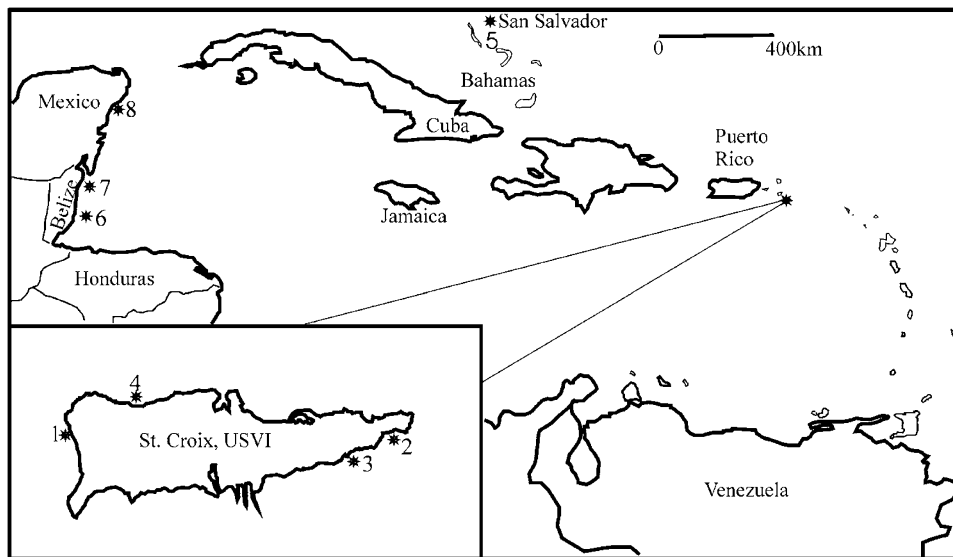 San Salvador
5
0 400km
Bahamas
Mexico
8
Cuba
Puerto
Rico
7
Belize
6
Jamaica
Honduras
4
1
St. Croix, USVI
2
3
Venezuela